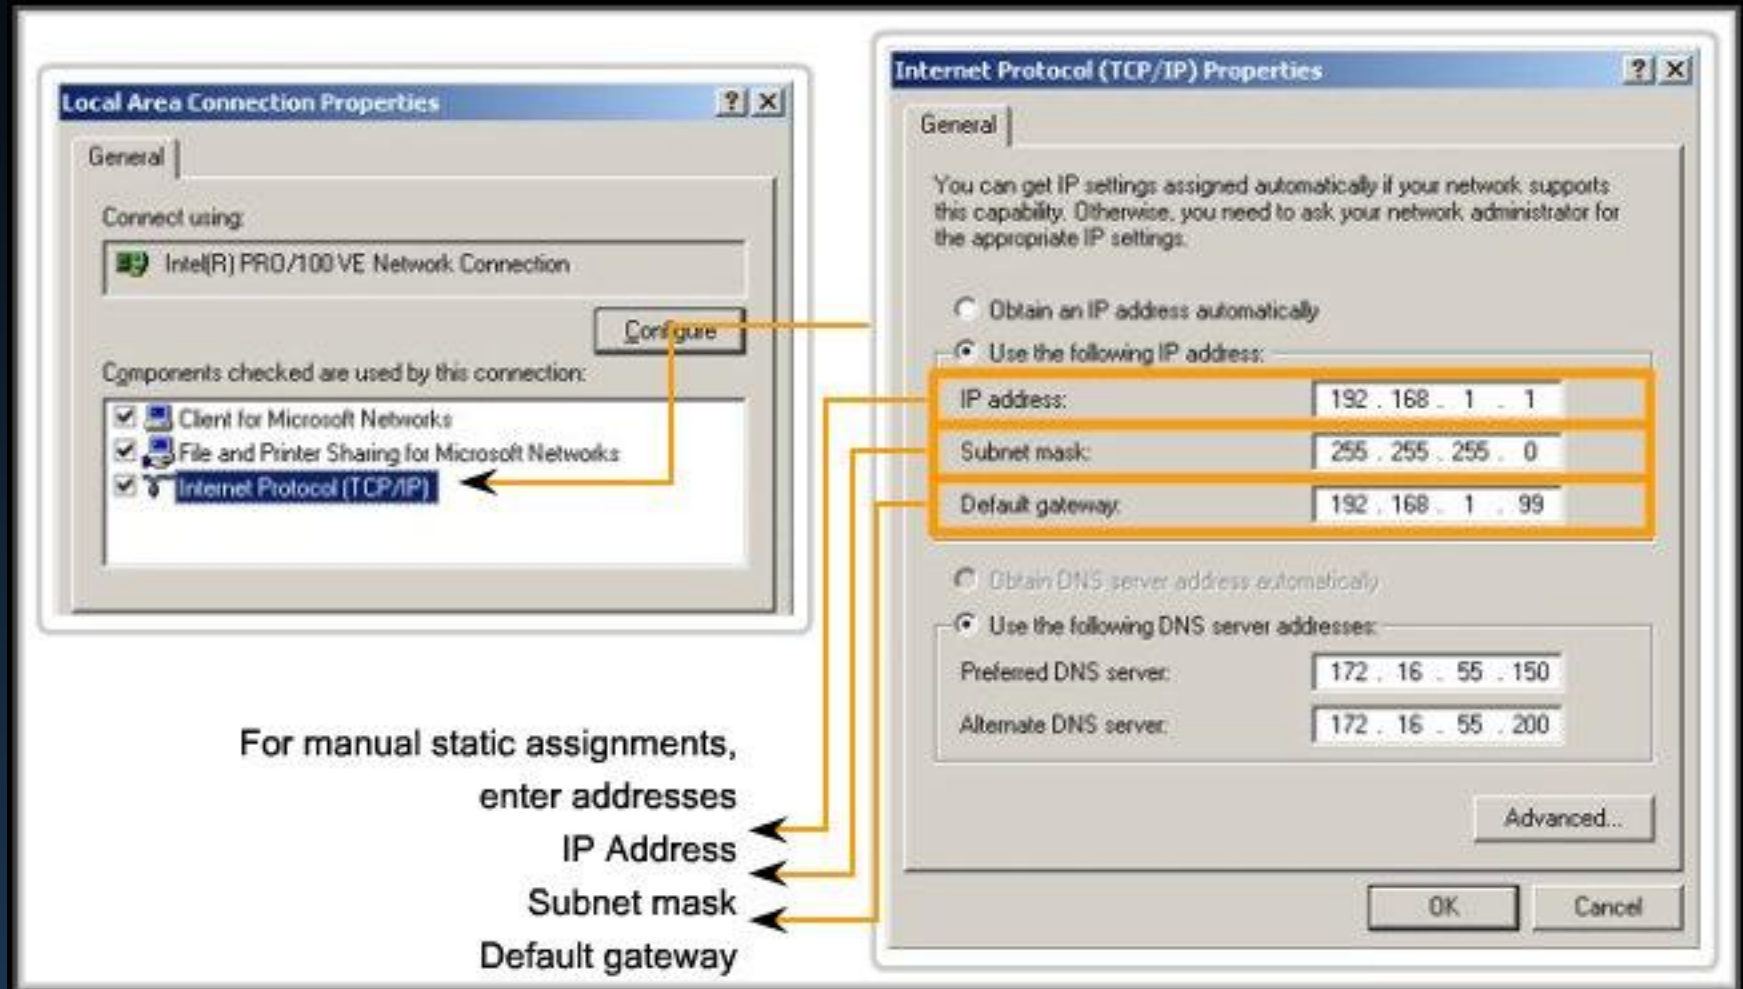 Local Area Connection Properties
General
Connect using:
Intel(R) PRO/100 VE Network Connection
Configure
Components checked are used by this connection:
Client for Microsoft Networks
File and Printer Sharing for Microsoft Networks
Internet Protocol (TCP/IP)
For manual static assignments,
enter addresses
IP Address
Subnet mask
Default gateway
Internet Protocol (TCP/IP) Properties
General
You can get IP settings assigned automatically if your network supports
this capability. Otherwise, you need to ask your network administrator for
the appropriate IP settings.
Obtain an IP address automatically
Use the following IP address:
IP address: 192 . 168 . 1 . 1
Subnet mask: 255 . 255 . 255 . 0
Default gateway: 192 . 168 . 1 . 99
Obtain DNS server address automatically
Use the following DNS server addresses:
Preferred DNS server: 172 . 16 . 55 . 150
Alternate DNS server: 172 . 16 . 55 . 200
Advanced...
OK Cancel